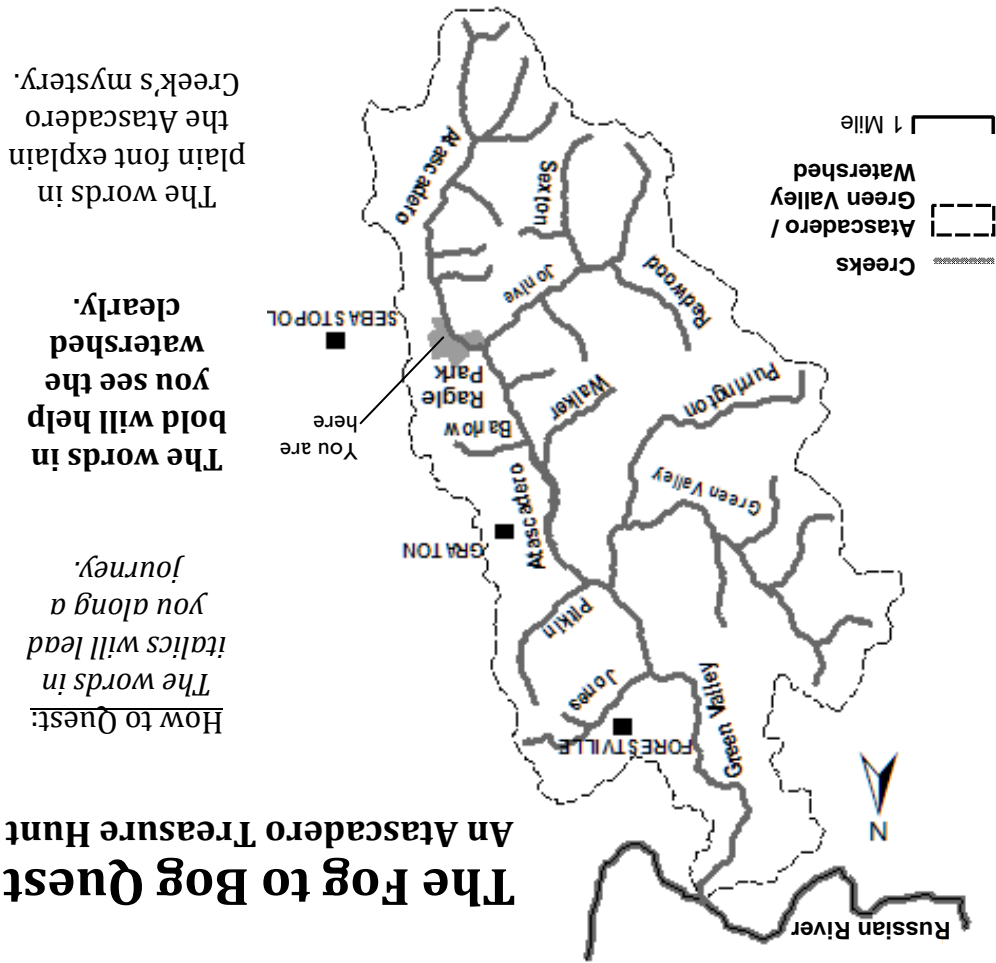 The Fog to Bog Quest
An Atascadero Treasure Hunt
How to Quest:
The words in
italics will lead
you along a
journey.
The words in
bold will help
you see the
watershed
clearly.
The words in
plain font explain
the Atascadero
Creek's mystery.
Russian River
N
Green Valley
FORESTVILLE
Jones
Pitkin
GRATON
Atascadero
Green Valley
Purrington
Walker
Barlow
You are
here
Ragle
Park
SEBASTOPOL
Redwood
Jonive
Sexton
Atascadero
Creeks
Atascadero /
Green Valley
Watershed
1 Mile